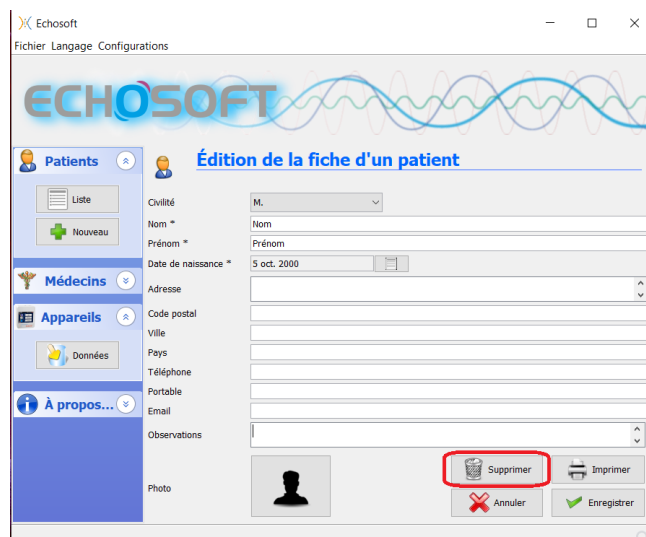 Echosoft
Fichier Langage Configurations
ECHOSOFT
Patients
Liste
Nouveau
Médecins
Appareils
Données
À propos...
Édition de la fiche d'un patient
Civilité M.
Nom * Nom
Prénom * Prénom
Date de naissance * 5 oct. 2000
Adresse
Code postal
Ville
Pays
Téléphone
Portable
Email
Observations
Photo
Supprimer Imprimer
Annuler Enregistrer